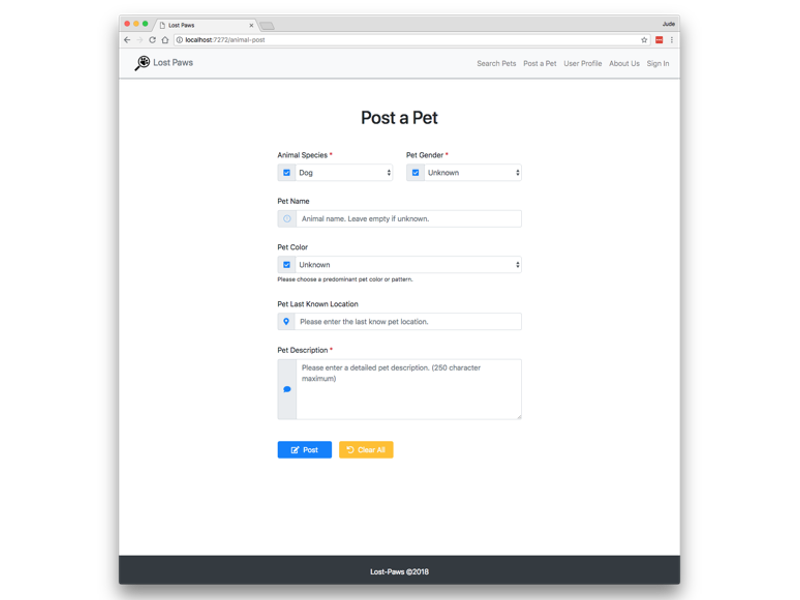 Lost Paws
Jude
localhost:7272/animal-post
Lost Paws
Search Pets Post a Pet User Profile About Us Sign In
Post a Pet
Animal Species * Pet Gender *
Dog Unknown
Pet Name
Animal name. Leave empty if unknown.
Pet Color
Unknown
Please choose a predominant pet color or pattern.
Pet Last Known Location
Please enter the last know pet location.
Pet Description *
Please enter a detailed pet description. (250 character
maximum)
Post Clear All
Lost-Paws ©2018